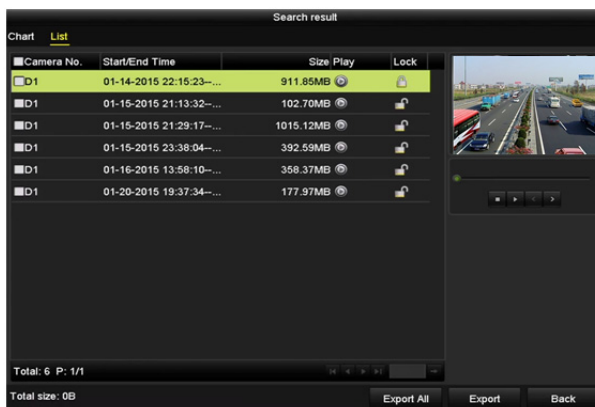 Search result
Chart List
Camera No. Start/End Time Size Play Lock
D1 01-14-2015 22:15:23--... 911.85MB
D1 01-15-2015 21:13:32--... 102.70MB
D1 01-15-2015 21:29:17--... 1015.12MB
D1 01-15-2015 23:38:04--... 392.59MB
D1 01-16-2015 13:58:10--... 358.37MB
D1 01-20-2015 19:37:34--... 177.97MB
Total: 6 P: 1/1
Total size: 0B Export All Export Back